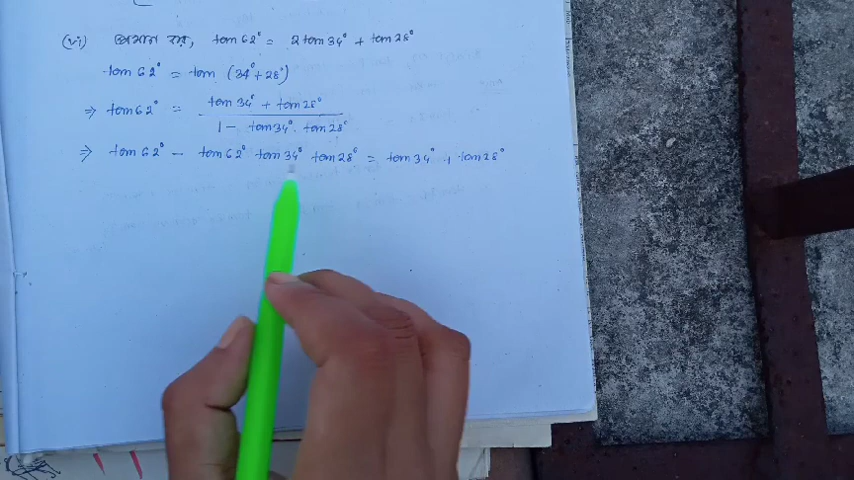 (vi) প্রমাণ কর, tan 62° = 2 tan 34° + tan 28°
tan 62° = tan (34° + 28°)
⇒ tan 62° = tan 34° + tan 28° / 1 - tan 34° . tan 28°
⇒ tan 62° - tan 62° tan 34° tan 28° = tan 34° + tan 28°